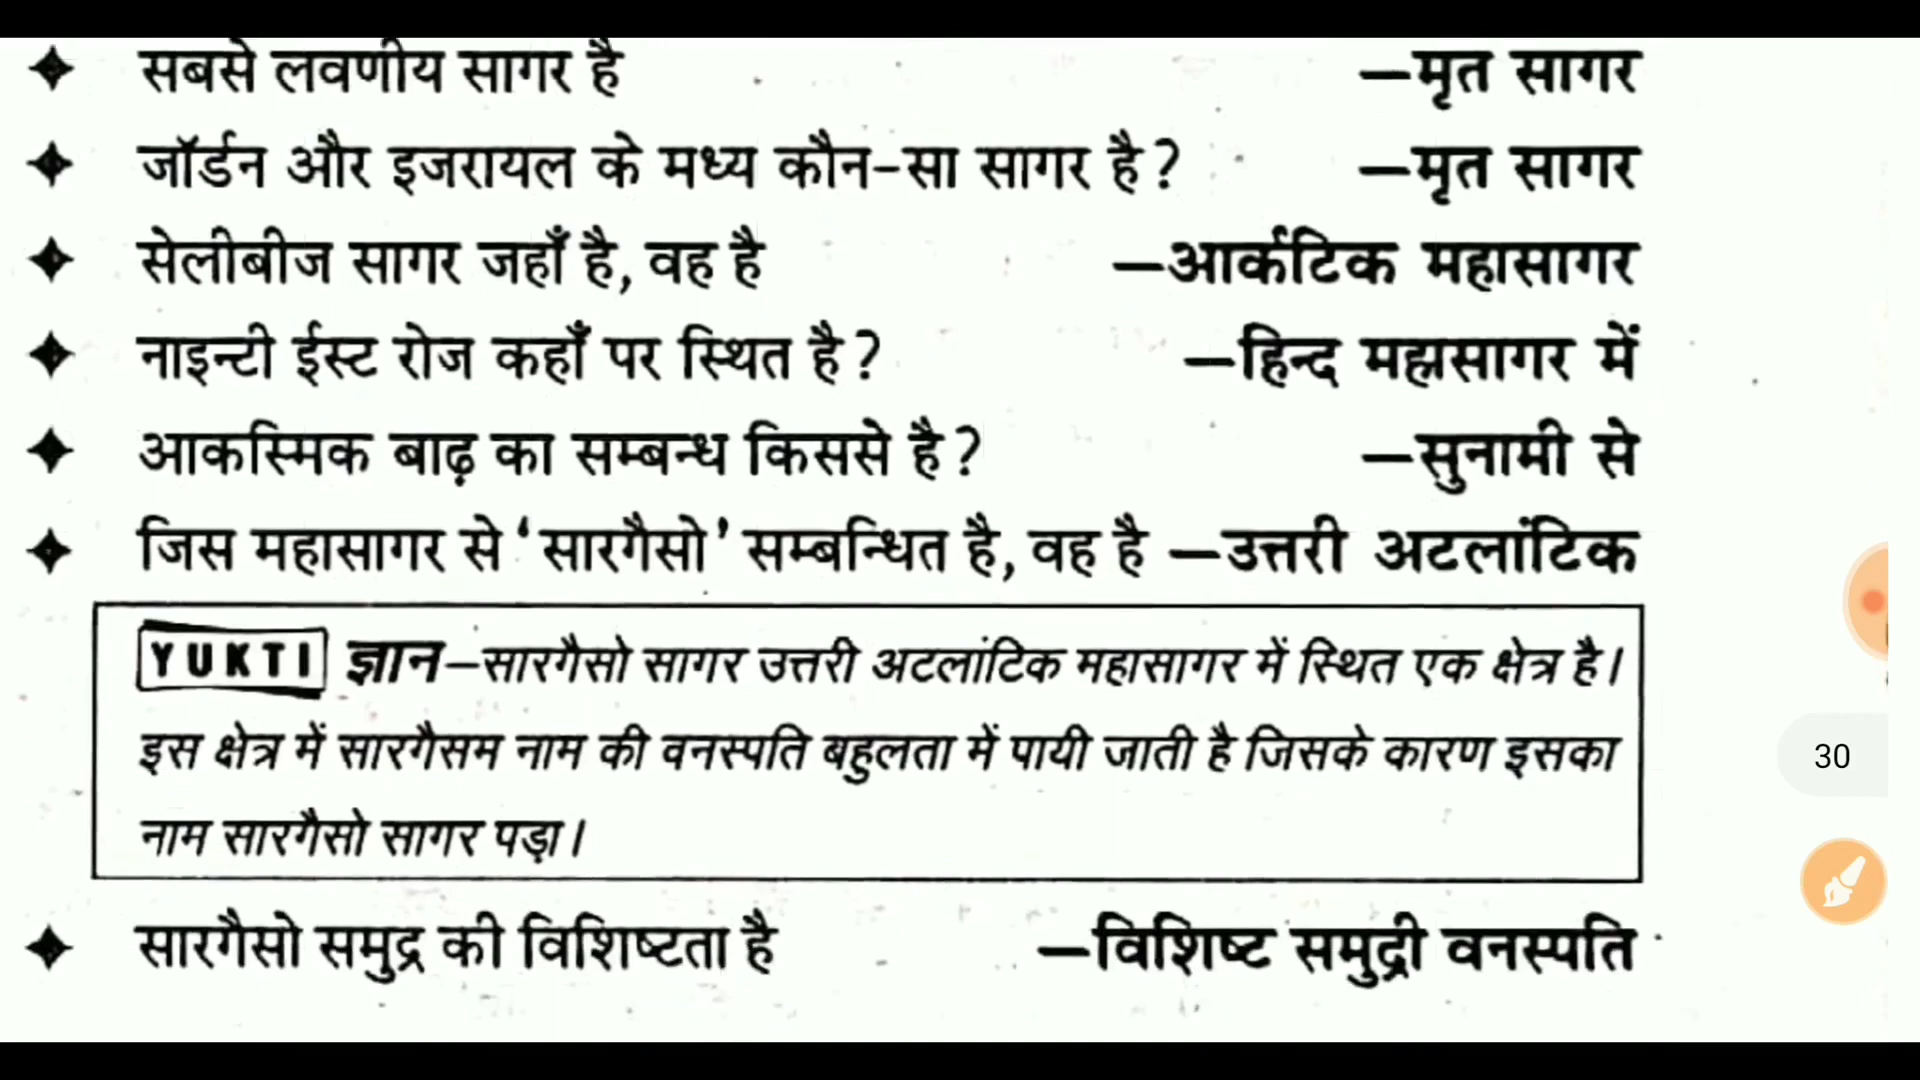 सबसे लवणीय सागर है —मृत सागर
जॉर्डन और इजरायल के मध्य कौन-सा सागर है? —मृत सागर
सेलीबीज सागर जहाँ है, वह है —आर्कटिक महासागर
नाइन्टी ईस्ट रोज कहाँ पर स्थित है? —हिन्द महासागर में
आकस्मिक बाढ़ का सम्बन्ध किससे है? —सुनामी से
जिस महासागर से 'सारगैसो' सम्बन्धित है, वह है —उत्तरी अटलांटिक
YUKTI ज्ञान—सारगैसो सागर उत्तरी अटलांटिक महासागर में स्थित एक क्षेत्र है।
इस क्षेत्र में सारगैसम नाम की वनस्पति बहुलता में पायी जाती है जिसके कारण इसका
नाम सारगैसो सागर पड़ा।
30
सारगैसो समुद्र की विशिष्टता है —विशिष्ट समुद्री वनस्पति